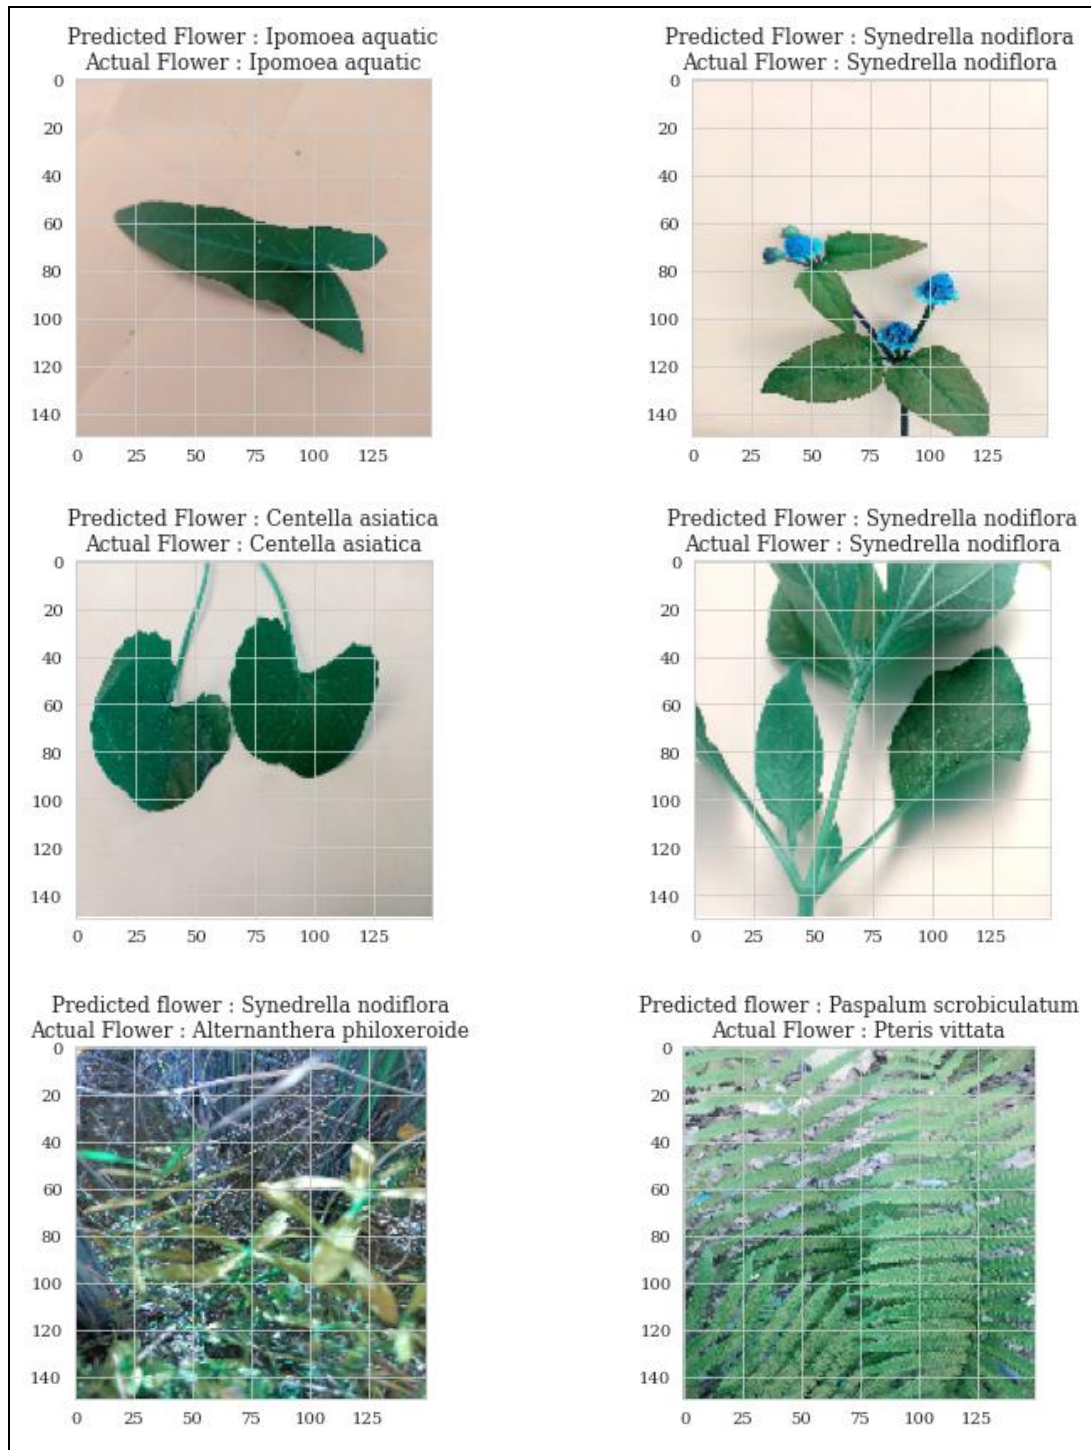 Predicted Flower : Ipomoea aquatic
Actual Flower : Ipomoea aquatic
0
20
40
60
80
100
120
140
0 25 50 75 100 125
Predicted Flower : Synedrella nodiflora
Actual Flower : Synedrella nodiflora
0
20
40
60
80
100
120
140
0 25 50 75 100 125
Predicted Flower : Centella asiatica
Actual Flower : Centella asiatica
0
20
40
60
80
100
120
140
0 25 50 75 100 125
Predicted Flower : Synedrella nodiflora
Actual Flower : Synedrella nodiflora
0
20
40
60
80
100
120
140
0 25 50 75 100 125
Predicted flower : Synedrella nodiflora
Actual Flower : Alternanthera philoxeroide
0
20
40
60
80
100
120
140
0 25 50 75 100 125
Predicted flower : Paspalum scrobiculatum
Actual Flower : Pteris vittata
0
20
40
60
80
100
120
140
0 25 50 75 100 125